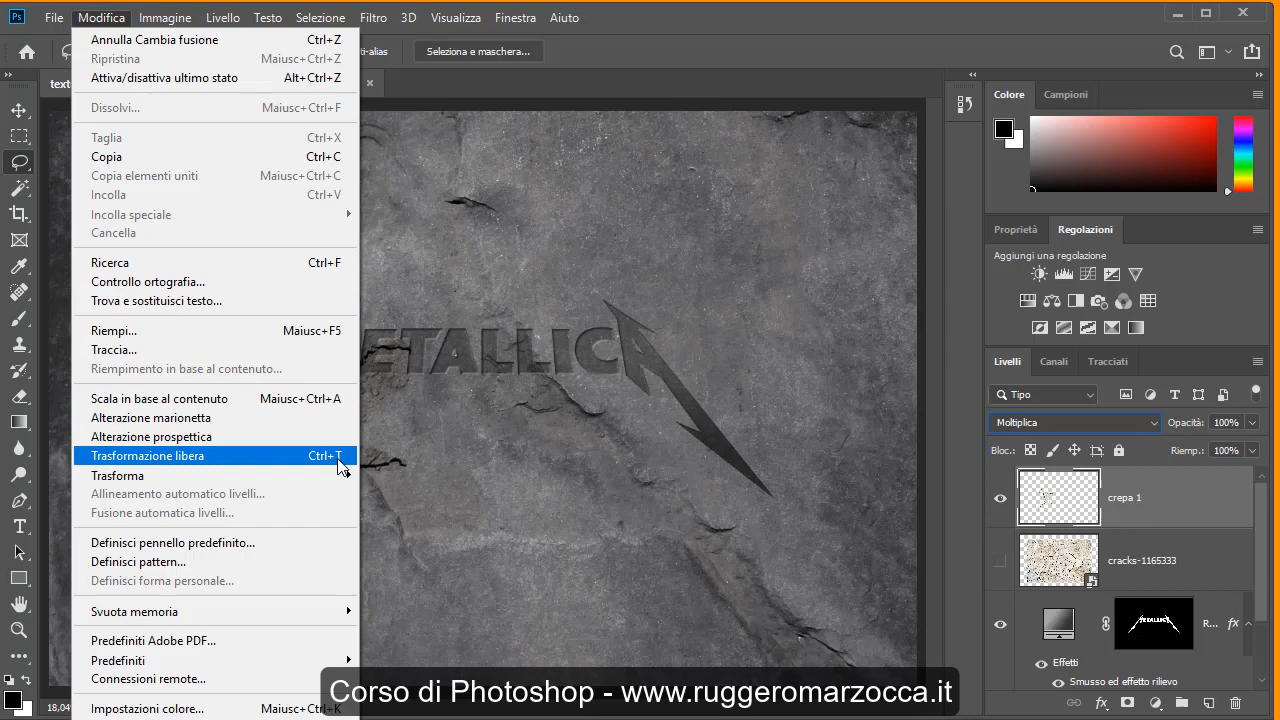 File Modifica Immagine Livello Testo Selezione Filtro 3D Visualizza Finestra Aiuto
Annulla Cambia fusione Ctrl+Z
Ripristina Maiusc+Ctrl+Z
Attiva/disattiva ultimo stato Alt+Ctrl+Z
Dissolvi... Maiusc+Ctrl+F
Taglia Ctrl+X
Copia Ctrl+C
Copia elementi uniti Maiusc+Ctrl+C
Incolla Ctrl+V
Incolla speciale
Cancella
Ricerca Ctrl+F
Controllo ortografia...
Trova e sostituisci testo...
Riempi... Maiusc+F5
Traccia...
Riempimento in base al contenuto...
Scala in base al contenuto Maiusc+Ctrl+A
Alterazione marionetta
Alterazione prospettica
Trasformazione libera Ctrl+T
Trasforma
Allineamento automatico livelli...
Fusione automatica livelli...
Definisci pennello predefinito...
Definisci pattern...
Definisci forma personale...
Svuota memoria
Predefiniti Adobe PDF...
Predefiniti
Connessioni remote...
Impostazioni colore... Maiusc+Ctrl+K
Ps
ti-alias
Seleziona e maschera...
18,04
ETALLICA
Colore Campioni
Proprietà Regolazioni
Aggiungi una regolazione
Livelli Canali Tracciati
Tipo
Moltiplica Opacità: 100%
Bloc.: Riemp.: 100%
crepa 1
cracks-1165333
METALLICA
R... fx
Effetti
Smusso ed effetto rilievo
fx
Corso di Photoshop - www.ruggeromarzocca.it